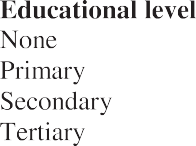 Educational level
None
Primary
Secondary
Tertiary